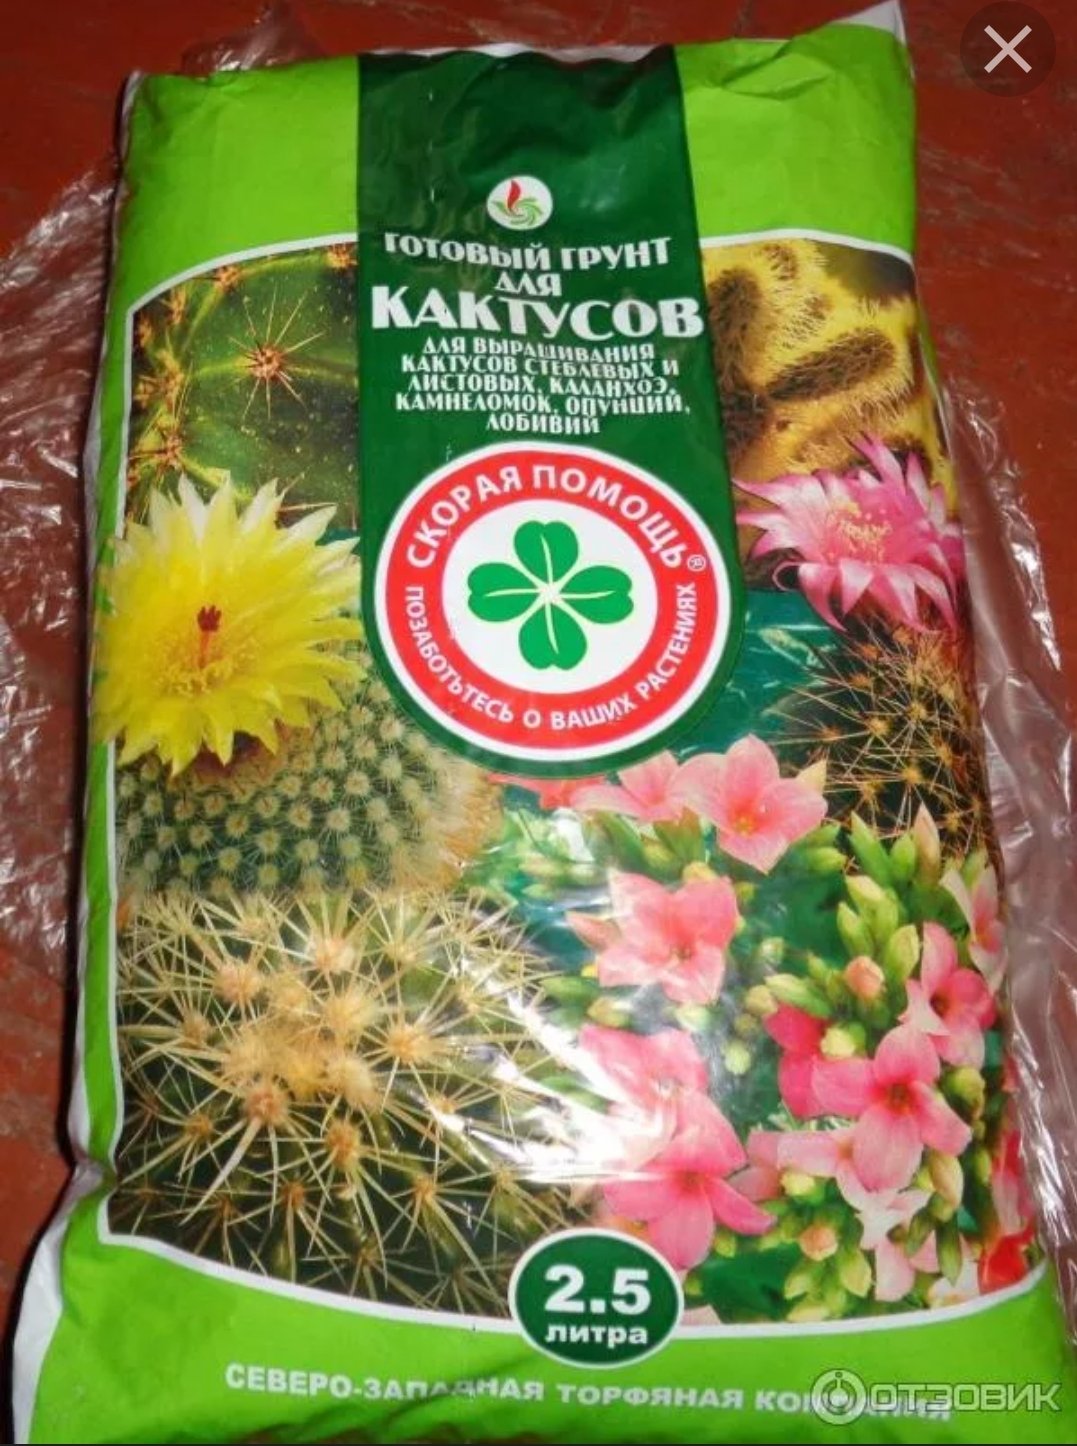 ГОТОВЫЙ ГРУНТ
ДЛЯ
КАКТУСОВ
ДЛЯ ВЫРАЩИВАНИЯ
КАКТУСОВ СТЕБЛЕВЫХ И
ЛИСТОВЫХ, КАЛАНХОЭ,
КАМНЕЛОМОК, ОПУНЦИЙ,
ЛОБИВИЙ
СКОРАЯ ПОМОЩЬ®
ПОЗАБОТЬТЕСЬ О ВАШИХ РАСТЕНИЯХ
2.5
литра
СЕВЕРО-ЗАПАДНАЯ ТОРФЯНАЯ КОМПАНИЯ
ОТЗОВИК